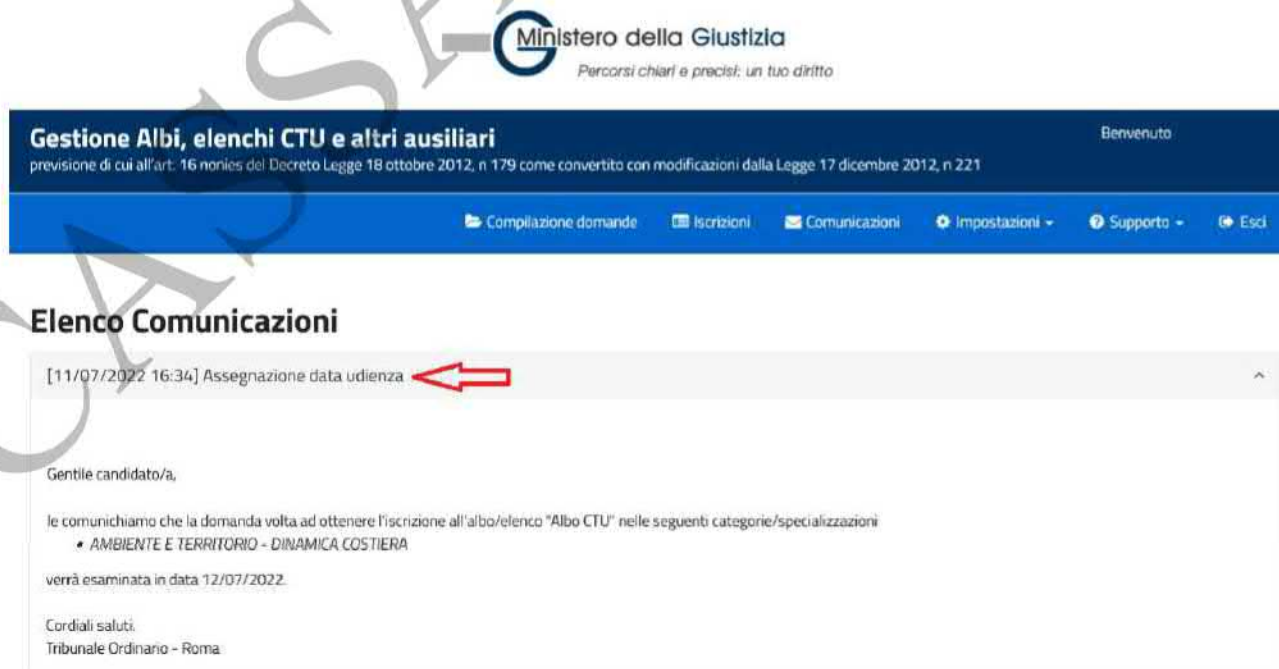 Ministero della Giustizia
Percorsi chiari e precisi: un tuo diritto
Gestione Albi, elenchi CTU e altri ausiliari
Benvenuto
previsione di cui all'art. 16 nonies del Decreto Legge 18 ottobre 2012, n 179 come convertito con modificazioni dalla Legge 17 dicembre 2012, n 221
Compilazione domande Iscrizioni Comunicazioni Impostazioni Supporto Esci
Elenco Comunicazioni
[11/07/2022 16:34] Assegnazione data udienza
Gentile candidato/a,
le comunichiamo che la domanda volta ad ottenere l'iscrizione all'albo/elenco "Albo CTU" nelle seguenti categorie/specializzazioni
• AMBIENTE E TERRITORIO - DINAMICA COSTIERA
verrà esaminata in data 12/07/2022.
Cordiali saluti.
Tribunale Ordinario - Roma
CASSA